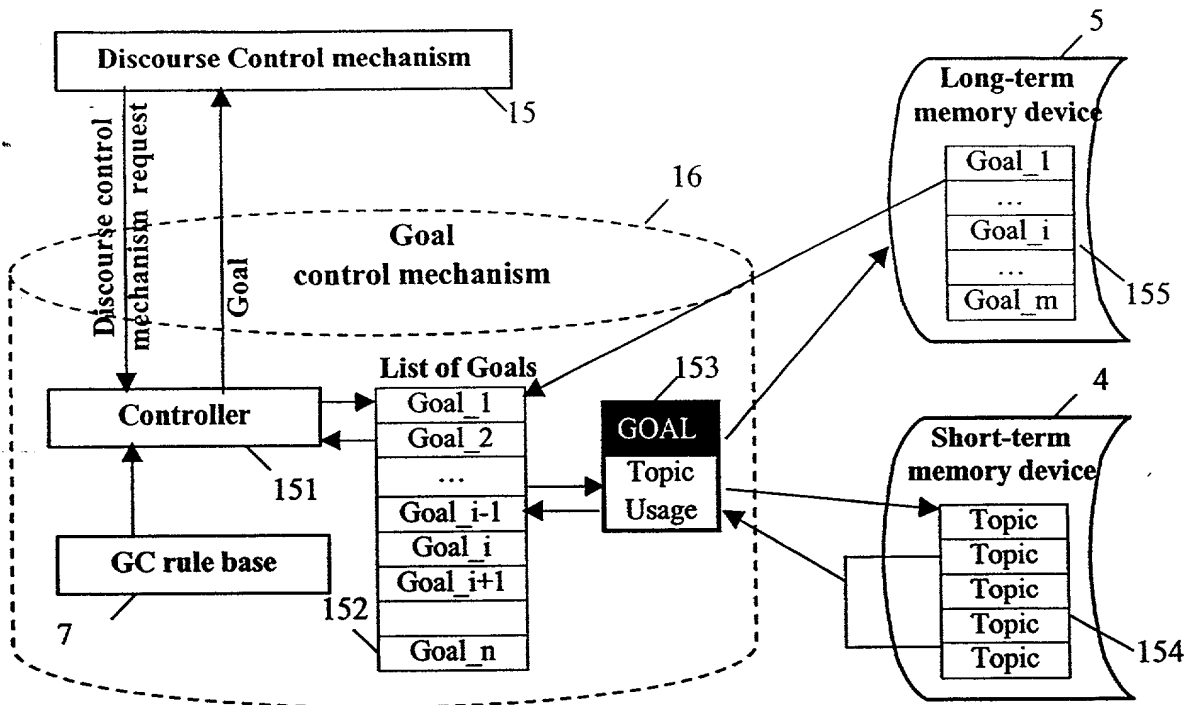 Discourse Control mechanism
15
Discourse control
mechanism request
Goal
16
Goal
control mechanism
5
Long-term
memory device
Goal_1
...
Goal_i
...
Goal_m
155
List of Goals
Goal_1
Goal_2
...
Goal_i-1
Goal_i
Goal_i+1
Goal_n
152
Controller
151
GC rule base
7
153
GOAL
Topic
Usage
4
Short-term
memory device
Topic
Topic
Topic
Topic
Topic
154